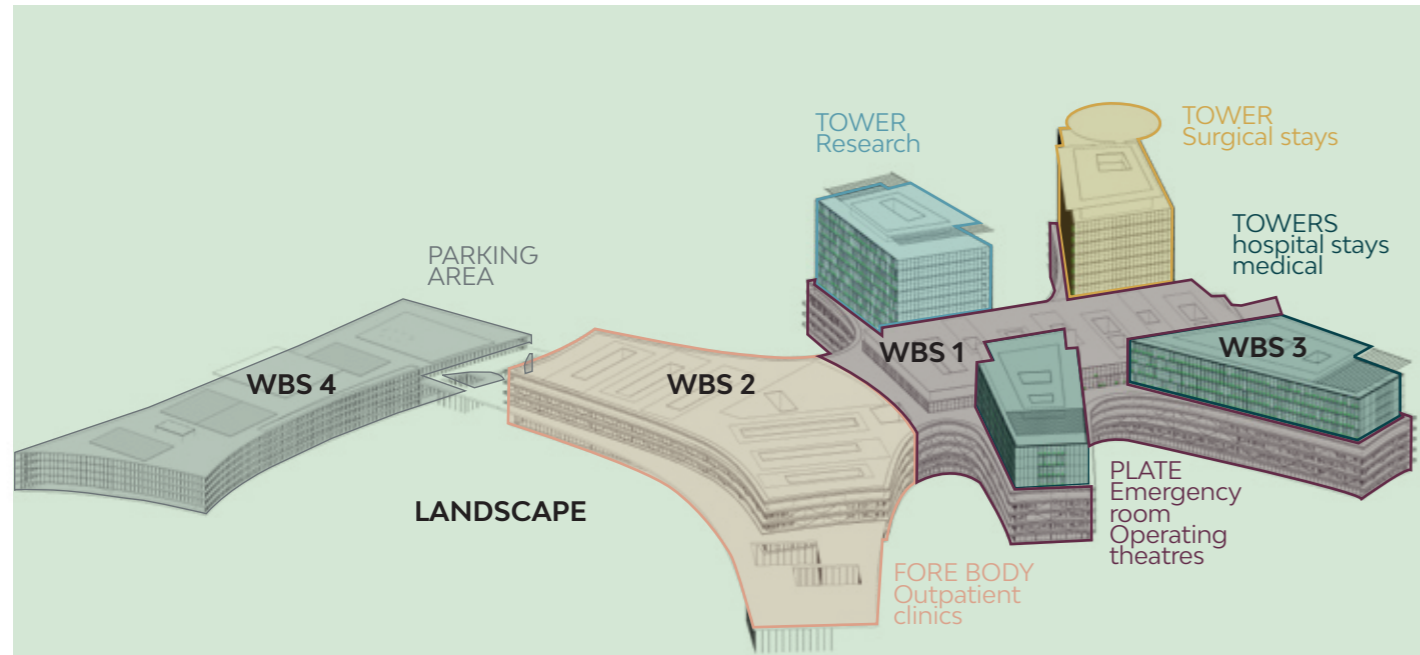 TOWER
Research
TOWER
Surgical stays
TOWERS
hospital stays
medical
PARKING
AREA
WBS 1
WBS 3
WBS 4
WBS 2
LANDSCAPE
PLATE
Emergency
room
Operating
theatres
FORE BODY
Outpatient
clinics